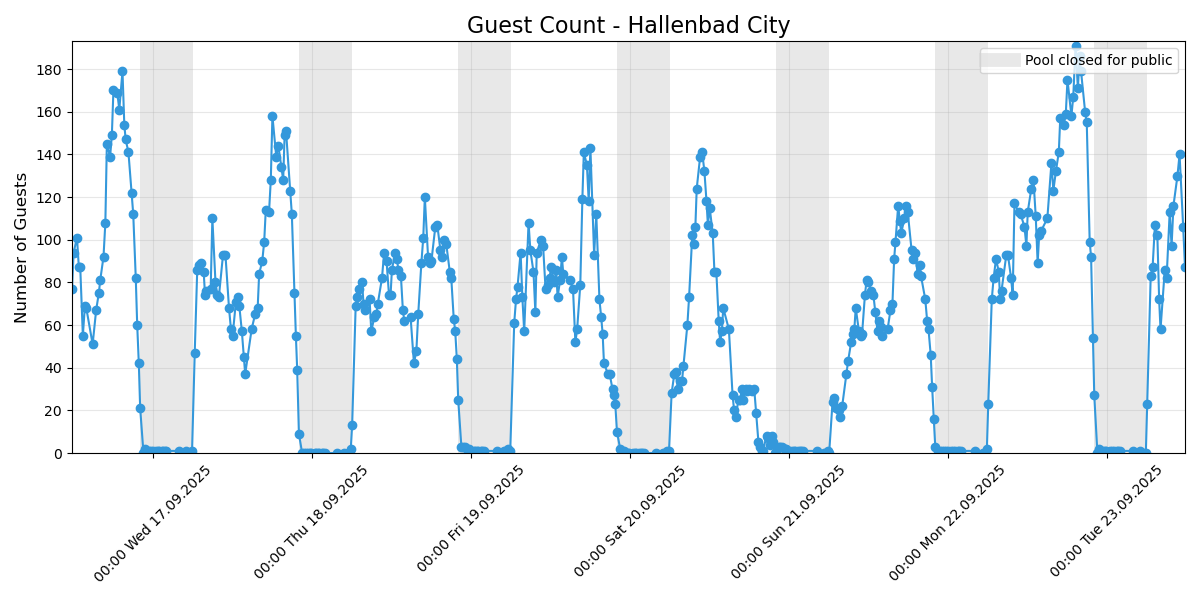 Guest Count - Hallenbad City
Pool closed for public
Number of Guests
180
160
140
120
100
80
60
40
20
0
00:00 Wed 17.09.2025
00:00 Thu 18.09.2025
00:00 Fri 19.09.2025
00:00 Sat 20.09.2025
00:00 Sun 21.09.2025
00:00 Mon 22.09.2025
00:00 Tue 23.09.2025